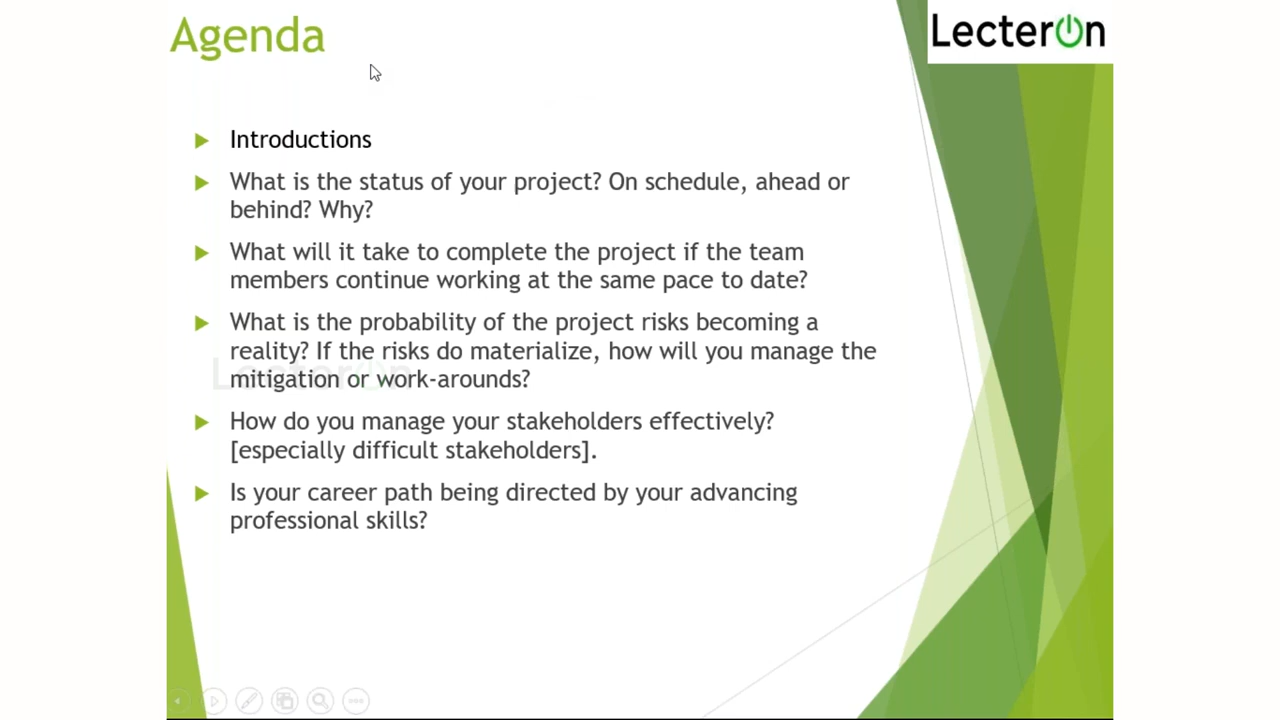 Agenda
LecterOn
Introductions
What is the status of your project? On schedule, ahead or
behind? Why?
What will it take to complete the project if the team
members continue working at the same pace to date?
What is the probability of the project risks becoming a
reality? If the risks do materialize, how will you manage the
mitigation or work-arounds?
LecterOn
How do you manage your stakeholders effectively?
[especially difficult stakeholders].
Is your career path being directed by your advancing
professional skills?